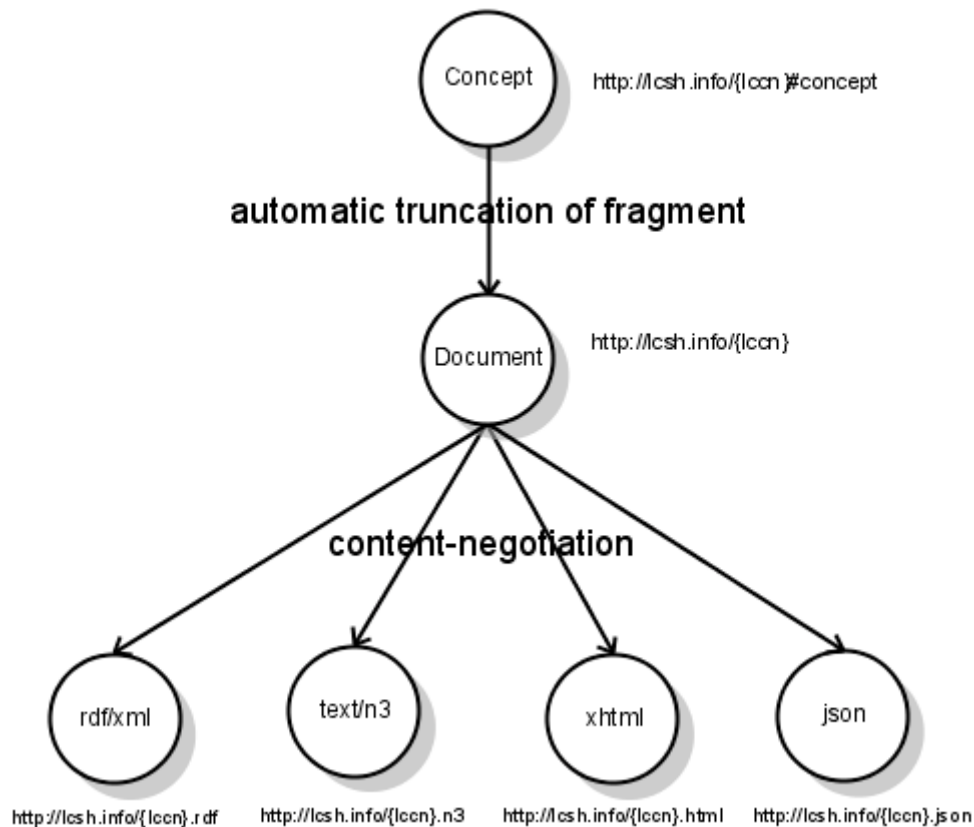 Concept
http://lcsh.info/{lccn}#concept
automatic truncation of fragment
Document
http://lcsh.info/{lccn}
content-negotiation
rdf/xml
text/n3
xhtml
json
http://lcsh.info/{lccn}.rdf
http://lcsh.info/{lccn}.n3
http://lcsh.info/{lccn}.html
http://lcsh.info/{lccn}.json